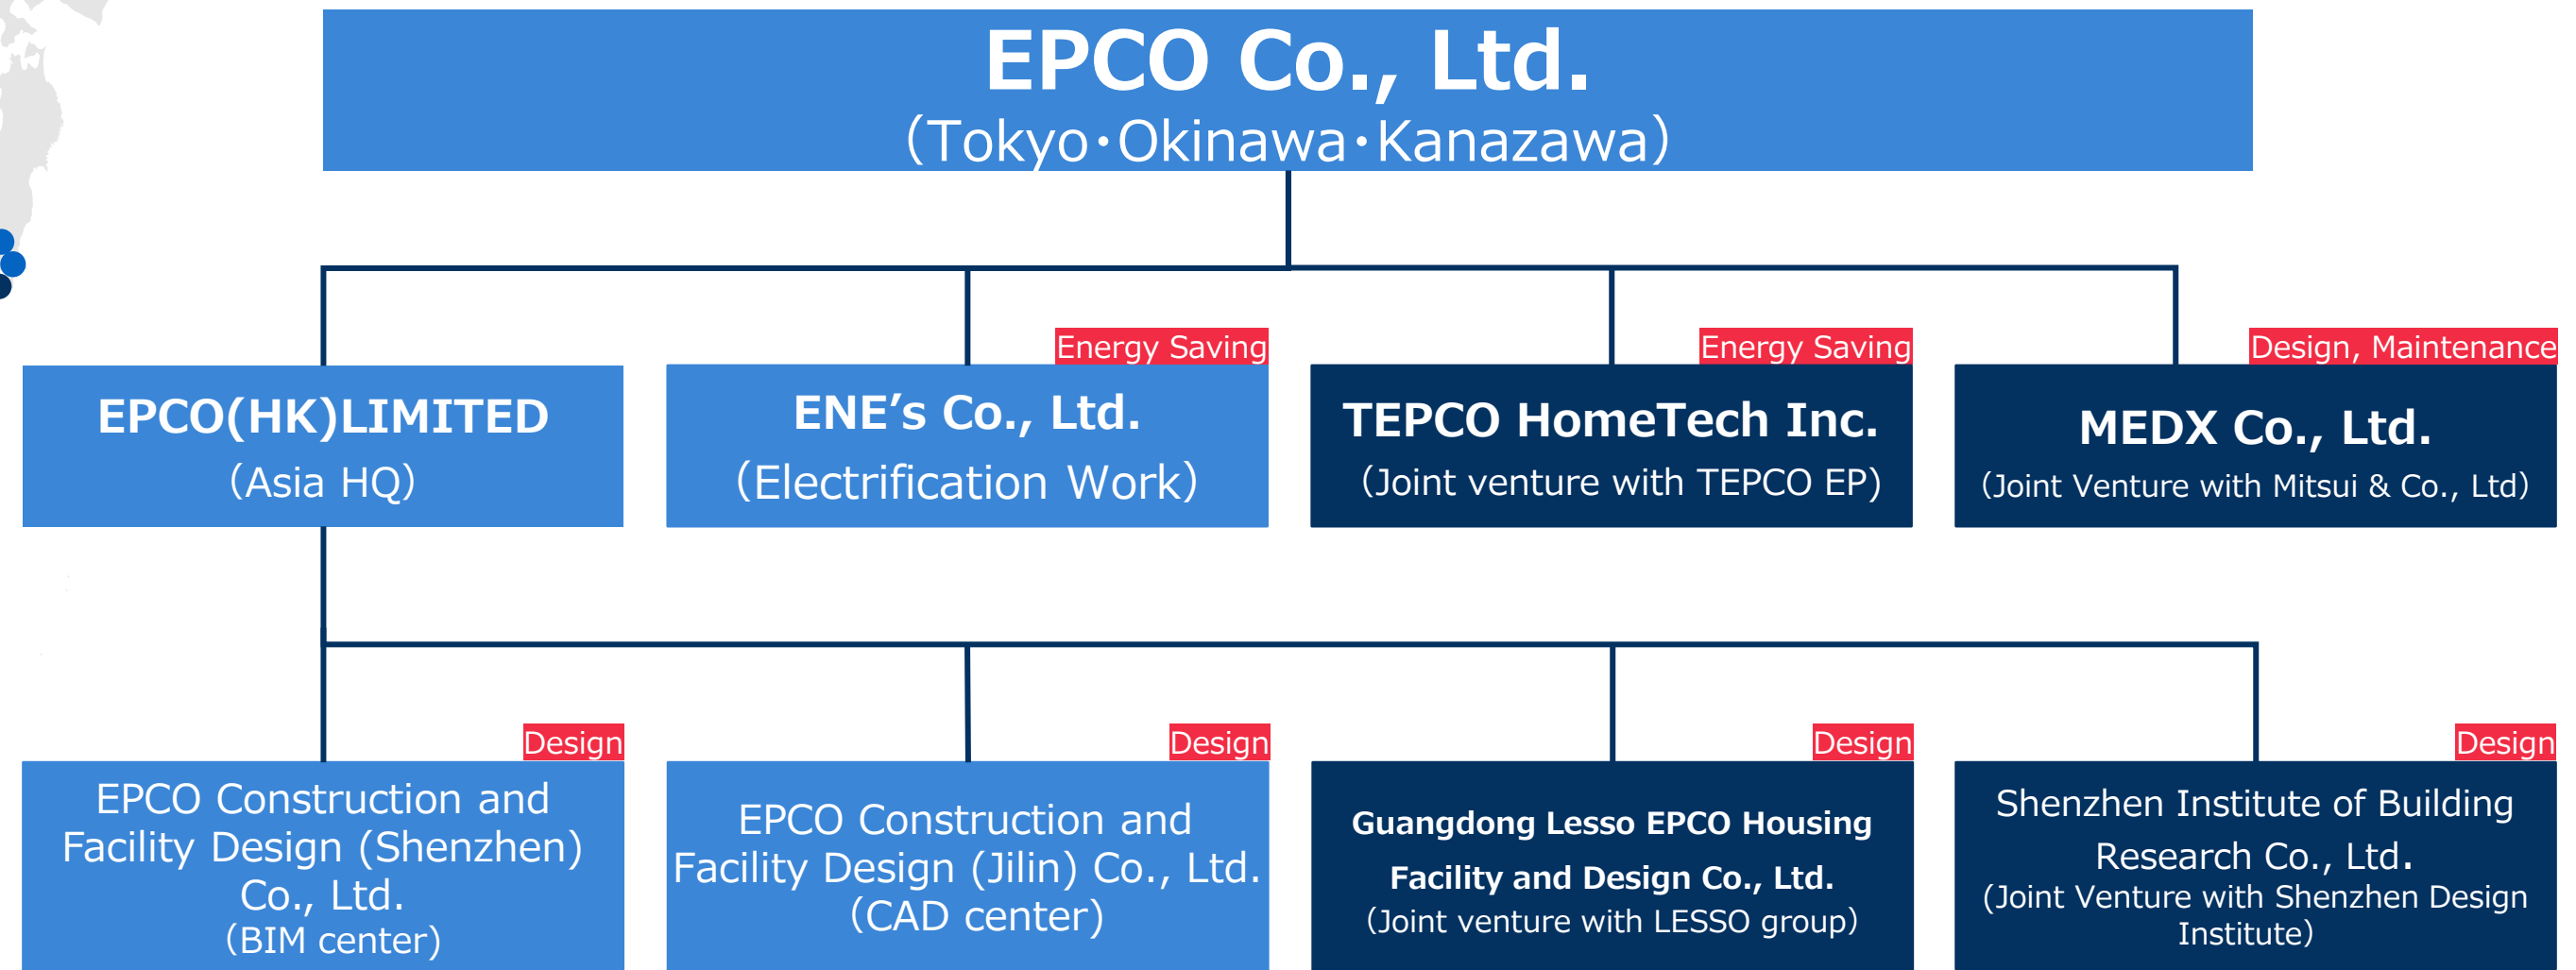 EPCO Co., Ltd.
（Tokyo・Okinawa・Kanazawa）
EPCO(HK)LIMITED
（Asia HQ）
Energy Saving
ENE’s Co., Ltd.
（Electrification Work）
Energy Saving
TEPCO HomeTech Inc.
（Joint venture with TEPCO EP)
Design, Maintenance
MEDX Co., Ltd.
（Joint Venture with Mitsui & Co., Ltd）
Design
EPCO Construction and
Facility Design (Shenzhen)
Co., Ltd.
（BIM center）
Design
EPCO Construction and
Facility Design (Jilin) Co., Ltd.
（CAD center）
Design
Guangdong Lesso EPCO Housing
Facility and Design Co., Ltd.
（Joint venture with LESSO group）
Design
Shenzhen Institute of Building
Research Co., Ltd.
（Joint Venture with Shenzhen Design
Institute）